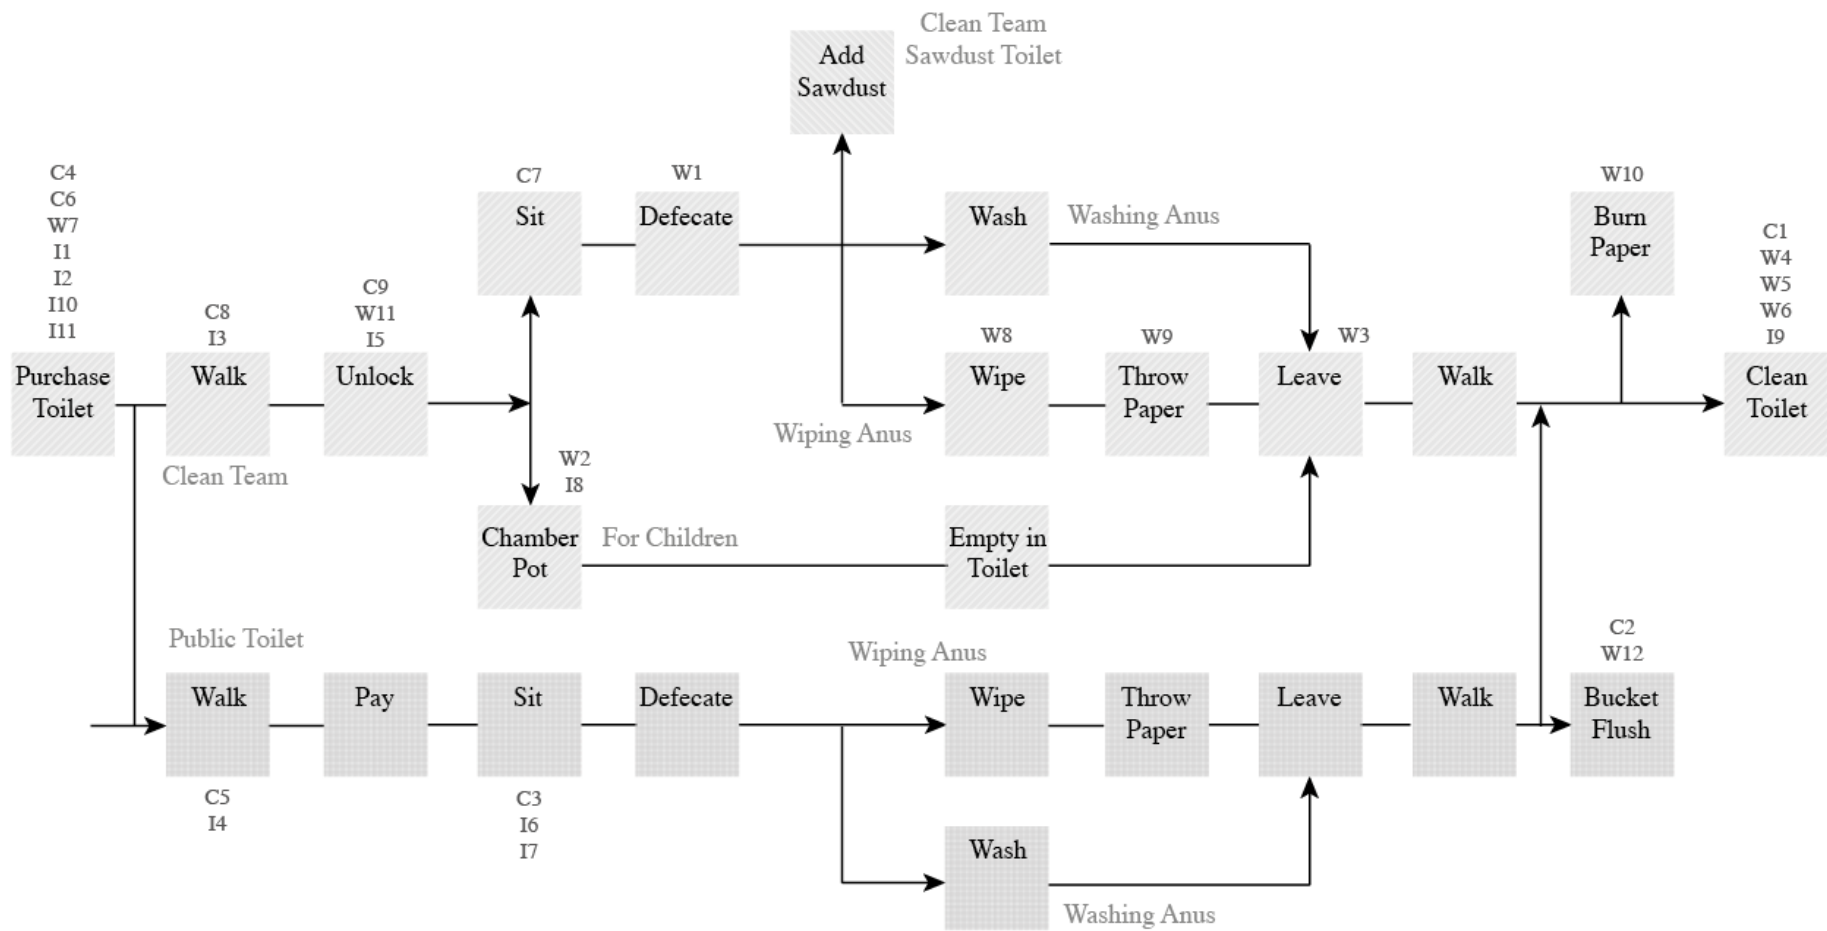 Clean Team
Sawdust Toilet
Add
Sawdust
C4
C6
W7
I1
I2
I10
I11
Purchase
Toilet
C8
I3
Walk
C9
W11
I5
Unlock
Clean Team
C7
Sit
W1
Defecate
Wash
Washing Anus
W8
Wipe
Wiping Anus
W9
Throw
Paper
W3
Leave
Walk
W10
Burn
Paper
C1
W4
W5
W6
I9
Clean
Toilet
W2
I8
Chamber
Pot
For Children
Empty in
Toilet
Public Toilet
Walk
C5
I4
Pay
Sit
C3
I6
I7
Defecate
Wiping Anus
Wipe
Throw
Paper
Leave
Walk
C2
W12
Bucket
Flush
Wash
Washing Anus